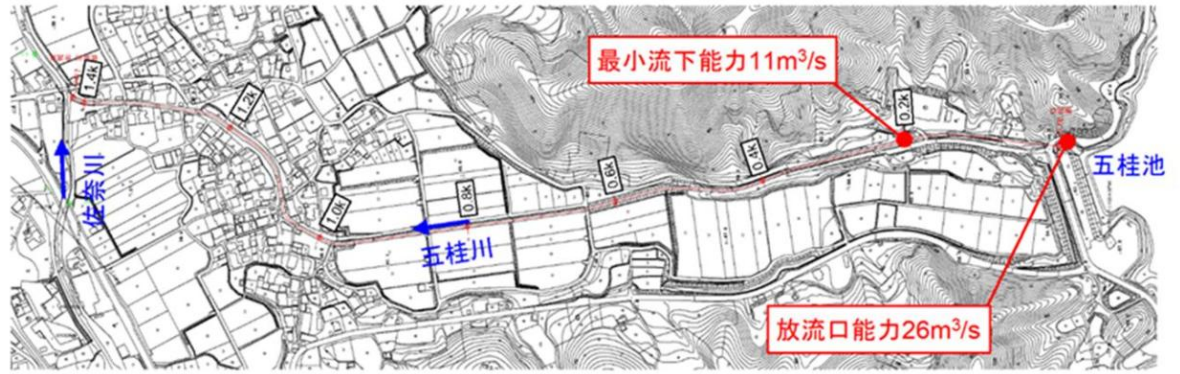 最小流下能力11m³/s
1.4k
1.2k
0.2k
0.4k
五桂池
0.6k
0.8k
佐奈川
1.0k
五桂川
放流口能力26m³/s